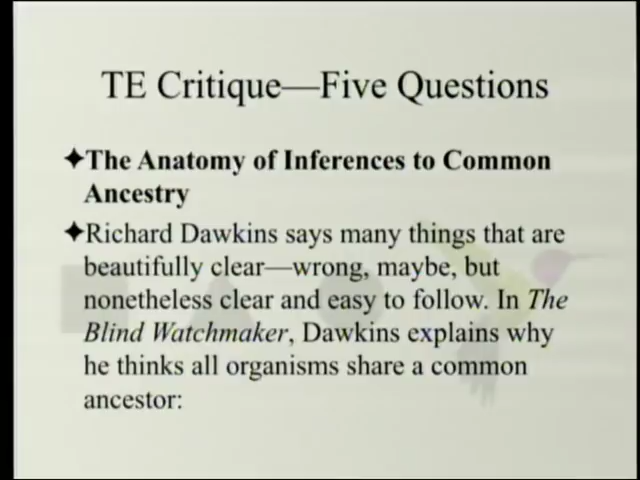 TE Critique—Five Questions
✦The Anatomy of Inferences to Common
Ancestry
✦Richard Dawkins says many things that are
beautifully clear—wrong, maybe, but
nonetheless clear and easy to follow. In The
Blind Watchmaker, Dawkins explains why
he thinks all organisms share a common
ancestor: